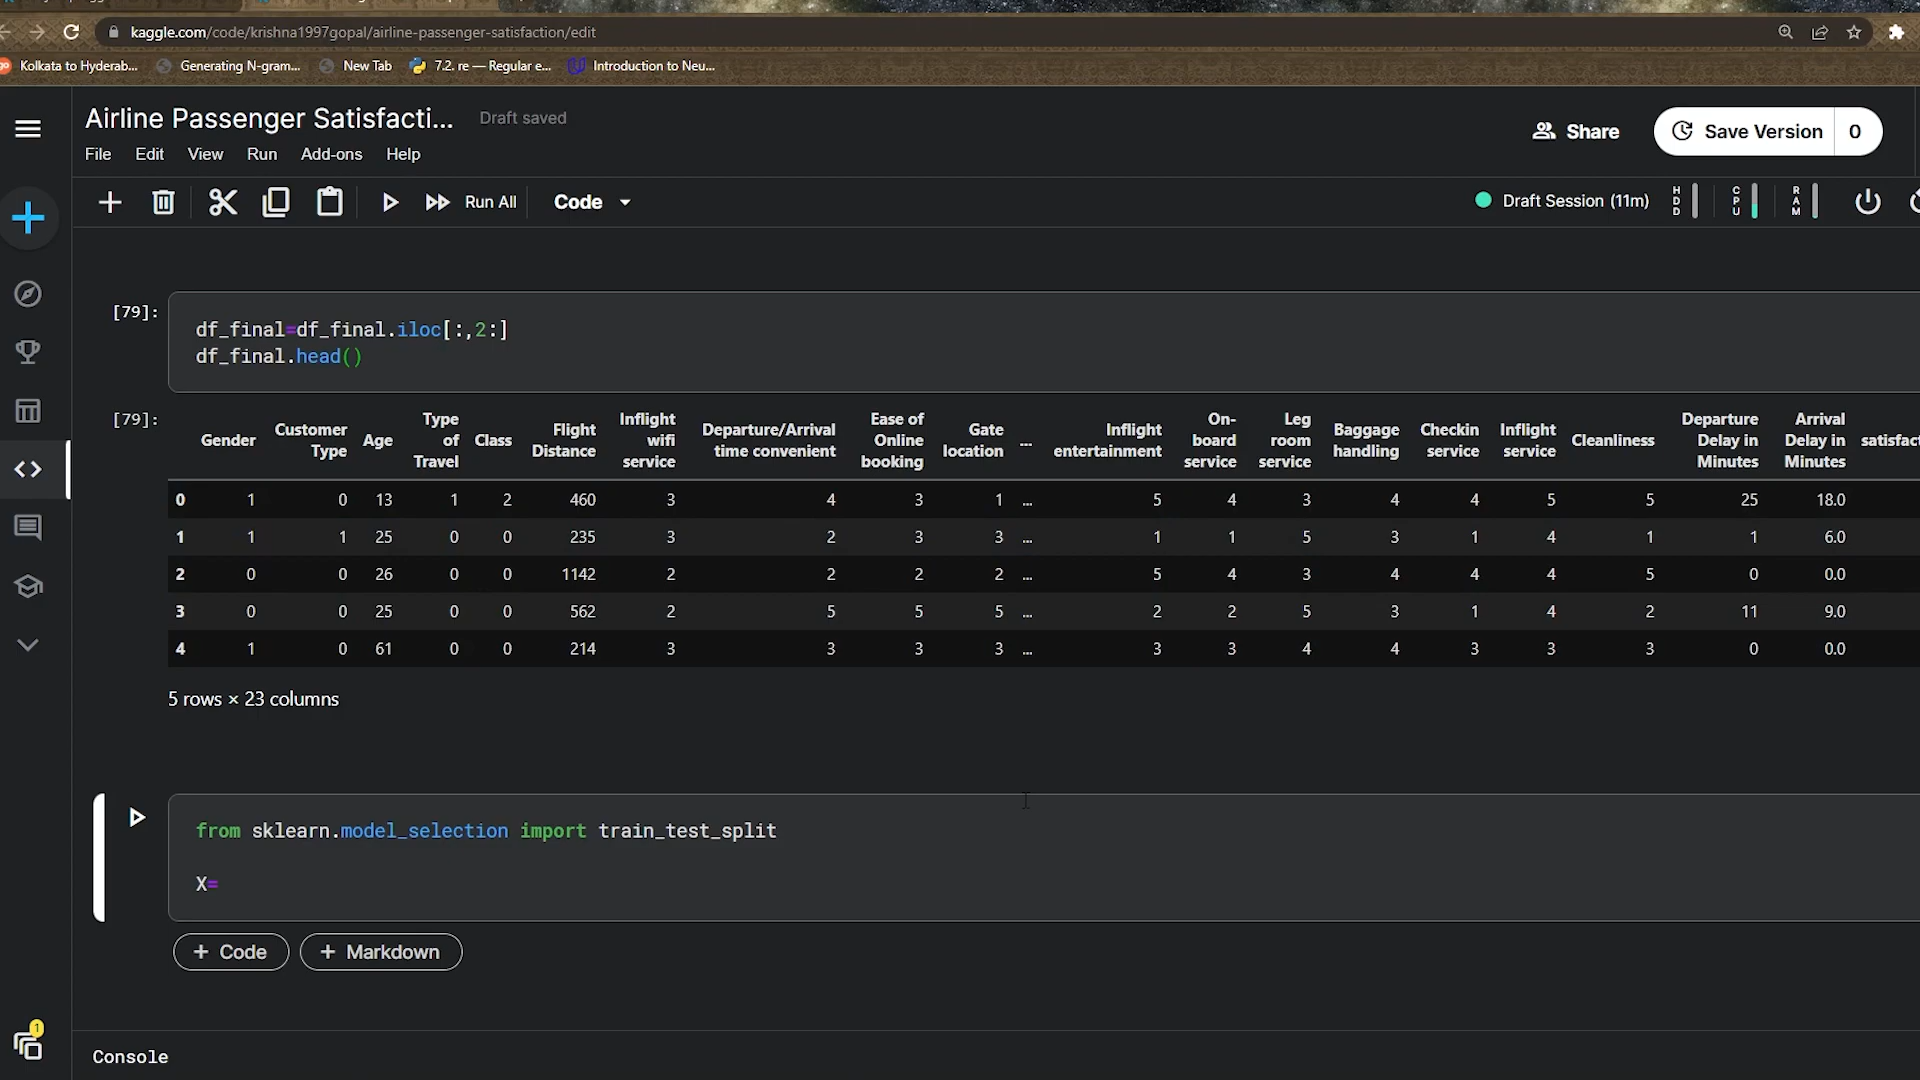 kaggle.com/code/krishna1997gopal/airline-passenger-satisfaction/edit
Kolkata to Hyderab... Generating N-gram... New Tab 7.2. re — Regular e... Introduction to Neu...
Airline Passenger Satisfacti... Draft saved
Share
Save Version 0
File Edit View Run Add-ons Help
Run All Code
Draft Session (11m) HDD CPU RAM
[79]:
df_final=df_final.iloc[:,2:]
df_final.head()
[79]:
Gender Customer Type Age Type of Travel Class Flight Distance Inflight wifi service Departure/Arrival time convenient Ease of Online booking Gate location ... Inflight entertainment On-board service Leg room service Baggage handling Checkin service Inflight service Cleanliness Departure Delay in Minutes Arrival Delay in Minutes satisfact
0 1 0 13 1 2 460 3 4 3 1 ... 5 4 3 4 4 5 5 25 18.0
1 1 1 25 0 0 235 3 2 3 3 ... 1 1 5 3 1 4 1 1 6.0
2 0 0 26 0 0 1142 2 2 2 2 ... 5 4 3 4 4 4 5 0 0.0
3 0 0 25 0 0 562 2 5 5 5 ... 2 2 5 3 1 4 2 11 9.0
4 1 0 61 0 0 214 3 3 3 3 ... 3 3 4 4 3 3 3 0 0.0
5 rows × 23 columns
from sklearn.model_selection import train_test_split
X=
+ Code + Markdown
1
Console